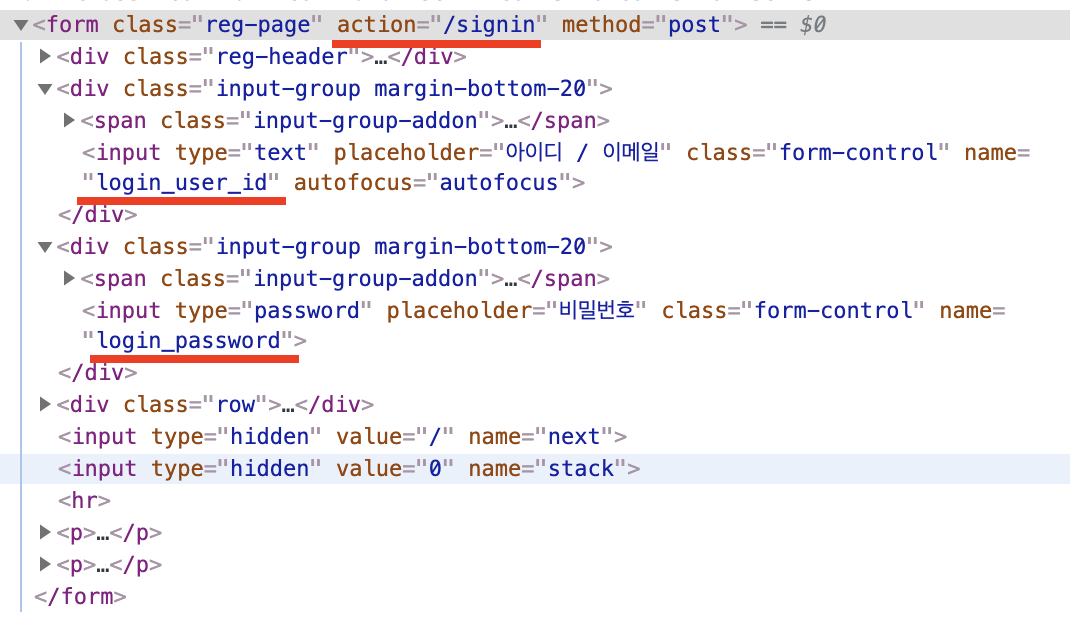 <form class="reg-page" action="/signin" method="post"> == $0
<div class="reg-header">…</div>
<div class="input-group margin-bottom-20">
<span class="input-group-addon">…</span>
<input type="text" placeholder="아이디 / 이메일" class="form-control" name=
"login_user_id" autofocus="autofocus">
</div>
<div class="input-group margin-bottom-20">
<span class="input-group-addon">…</span>
<input type="password" placeholder="비밀번호" class="form-control" name=
"login_password">
</div>
<div class="row">…</div>
<input type="hidden" value="/" name="next">
<input type="hidden" value="0" name="stack">
<hr>
<p>…</p>
<p>…</p>
</form>